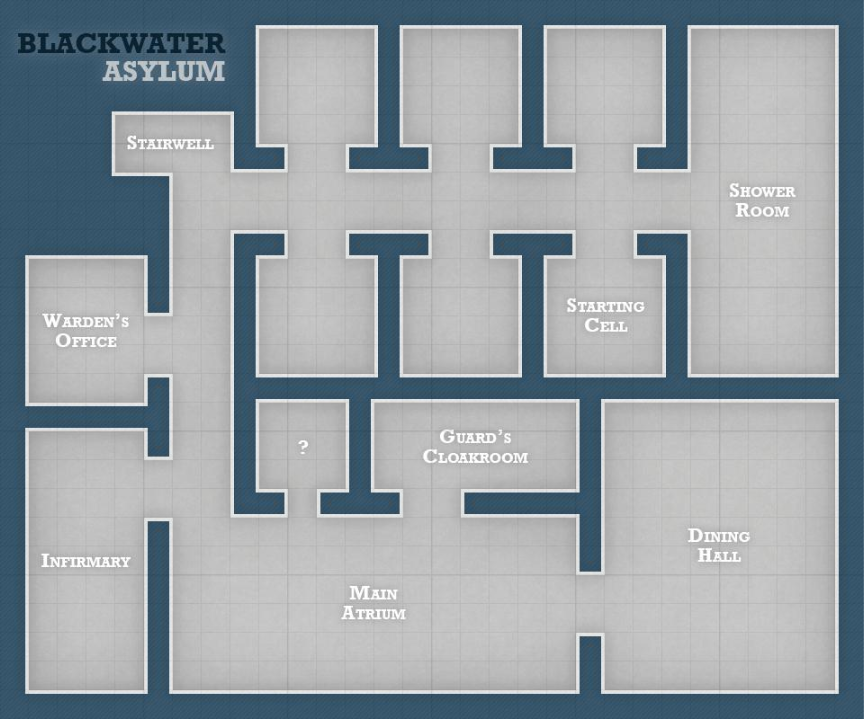 BLACKWATER
ASYLUM
STAIRWELL
SHOWER
ROOM
WARDEN'S
OFFICE
STARTING
CELL
?
GUARD'S
CLOAKROOM
INFIRMARY
DINING
HALL
MAIN
ATRIUM